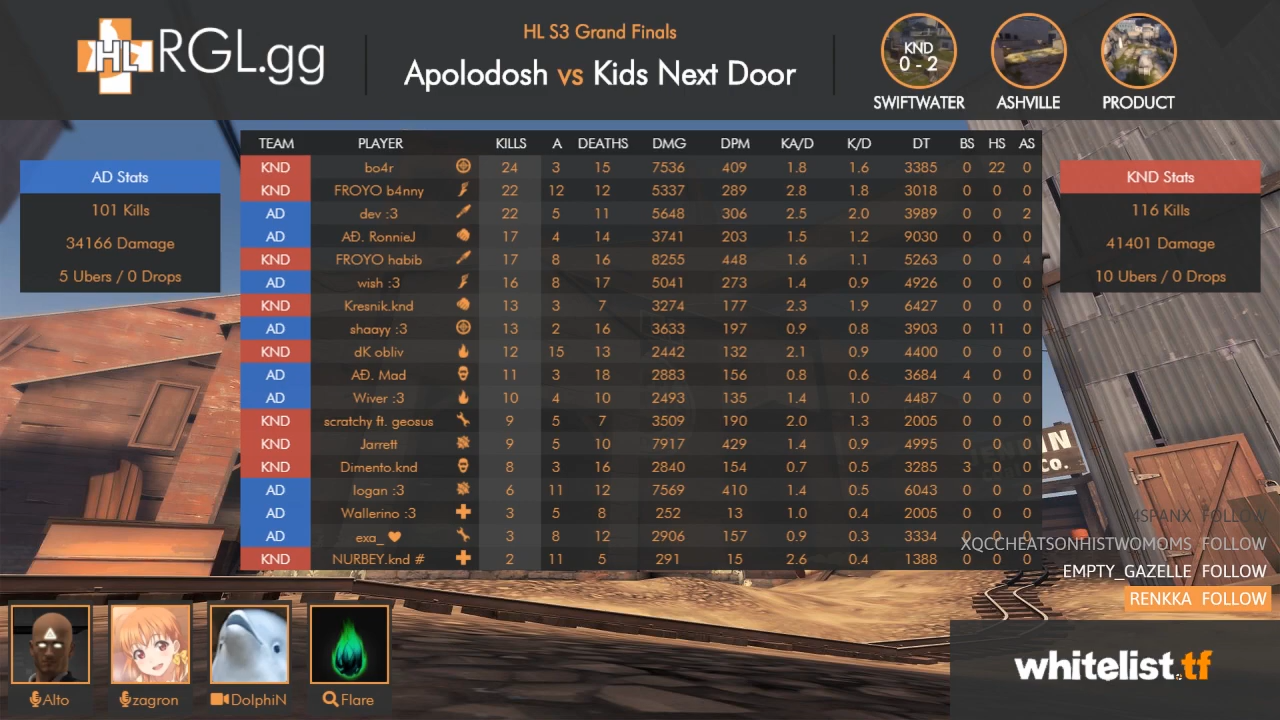 HL RGL.gg
HL S3 Grand Finals
Apolodosh vs Kids Next Door
KND
0 - 2
SWIFTWATER ASHVILLE PRODUCT
AD Stats
101 Kills
34166 Damage
5 Ubers / 0 Drops
TEAM PLAYER KILLS A DEATHS DMG DPM KA/D K/D DT BS HS AS
KND bo4r 24 3 15 7536 409 1.8 1.6 3385 0 22 0
KND FROYO b4nny 22 12 12 5337 289 2.8 1.8 3018 0 0 0
AD dev :3 22 5 11 5648 306 2.5 2.0 3989 0 0 2
AD AĐ. RonnieJ 17 4 14 3741 203 1.5 1.2 9030 0 0 0
KND FROYO habib 17 8 16 8255 448 1.6 1.1 5263 0 0 4
AD wish :3 16 8 17 5041 273 1.4 0.9 4926 0 0 0
KND Kresnik.knd 13 3 7 3274 177 2.3 1.9 6427 0 0 0
AD shaayy :3 13 2 16 3633 197 0.9 0.8 3903 0 11 0
KND dK obliv 12 15 13 2442 132 2.1 0.9 4400 0 0 0
AD AĐ. Mad 11 3 18 2883 156 0.8 0.6 3684 4 0 0
AD Wiver :3 10 4 10 2493 135 1.4 1.0 4487 0 0 0
KND scratchy ft. geosus 9 5 7 3509 190 2.0 1.3 2005 0 0 0
KND Jarrett 9 5 10 7917 429 1.4 0.9 4995 0 0 0
KND Dimento.knd 8 3 16 2840 154 0.7 0.5 3285 3 0 0
AD logan :3 6 11 12 7569 410 1.4 0.5 6043 0 0 0
AD Wallerino :3 3 5 8 252 13 1.0 0.4 2005 0 0 0
AD exa_ ❤ 3 8 12 2906 157 0.9 0.3 3334 0 0 0
KND NURBEY.knd # 2 11 5 291 15 2.6 0.4 1388 0 0 0
KND Stats
116 Kills
41401 Damage
10 Ubers / 0 Drops
CO.
FOLLOW
XQCCHEATSONHISTWOMOMS FOLLOW
EMPTY_GAZELLE FOLLOW
RENKKA FOLLOW
Alto zagron DolphiN Flare
whitelist.tf